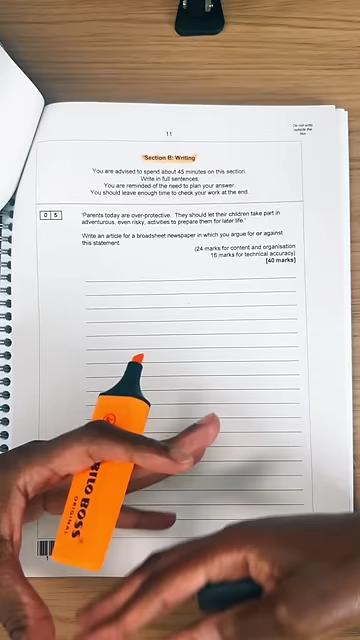 11
Do not write
outside the
box
Section B: Writing
You are advised to spend about 45 minutes on this section.
Write in full sentences.
You are reminded of the need to plan your answer.
You should leave enough time to check your work at the end.
0 5
‘Parents today are over-protective. They should let their children take part in
adventurous, even risky, activities to prepare them for later life.’
Write an article for a broadsheet newspaper in which you argue for or against
this statement.
(24 marks for content and organisation
16 marks for technical accuracy)
[40 marks]
BOSS
ORIGINAL